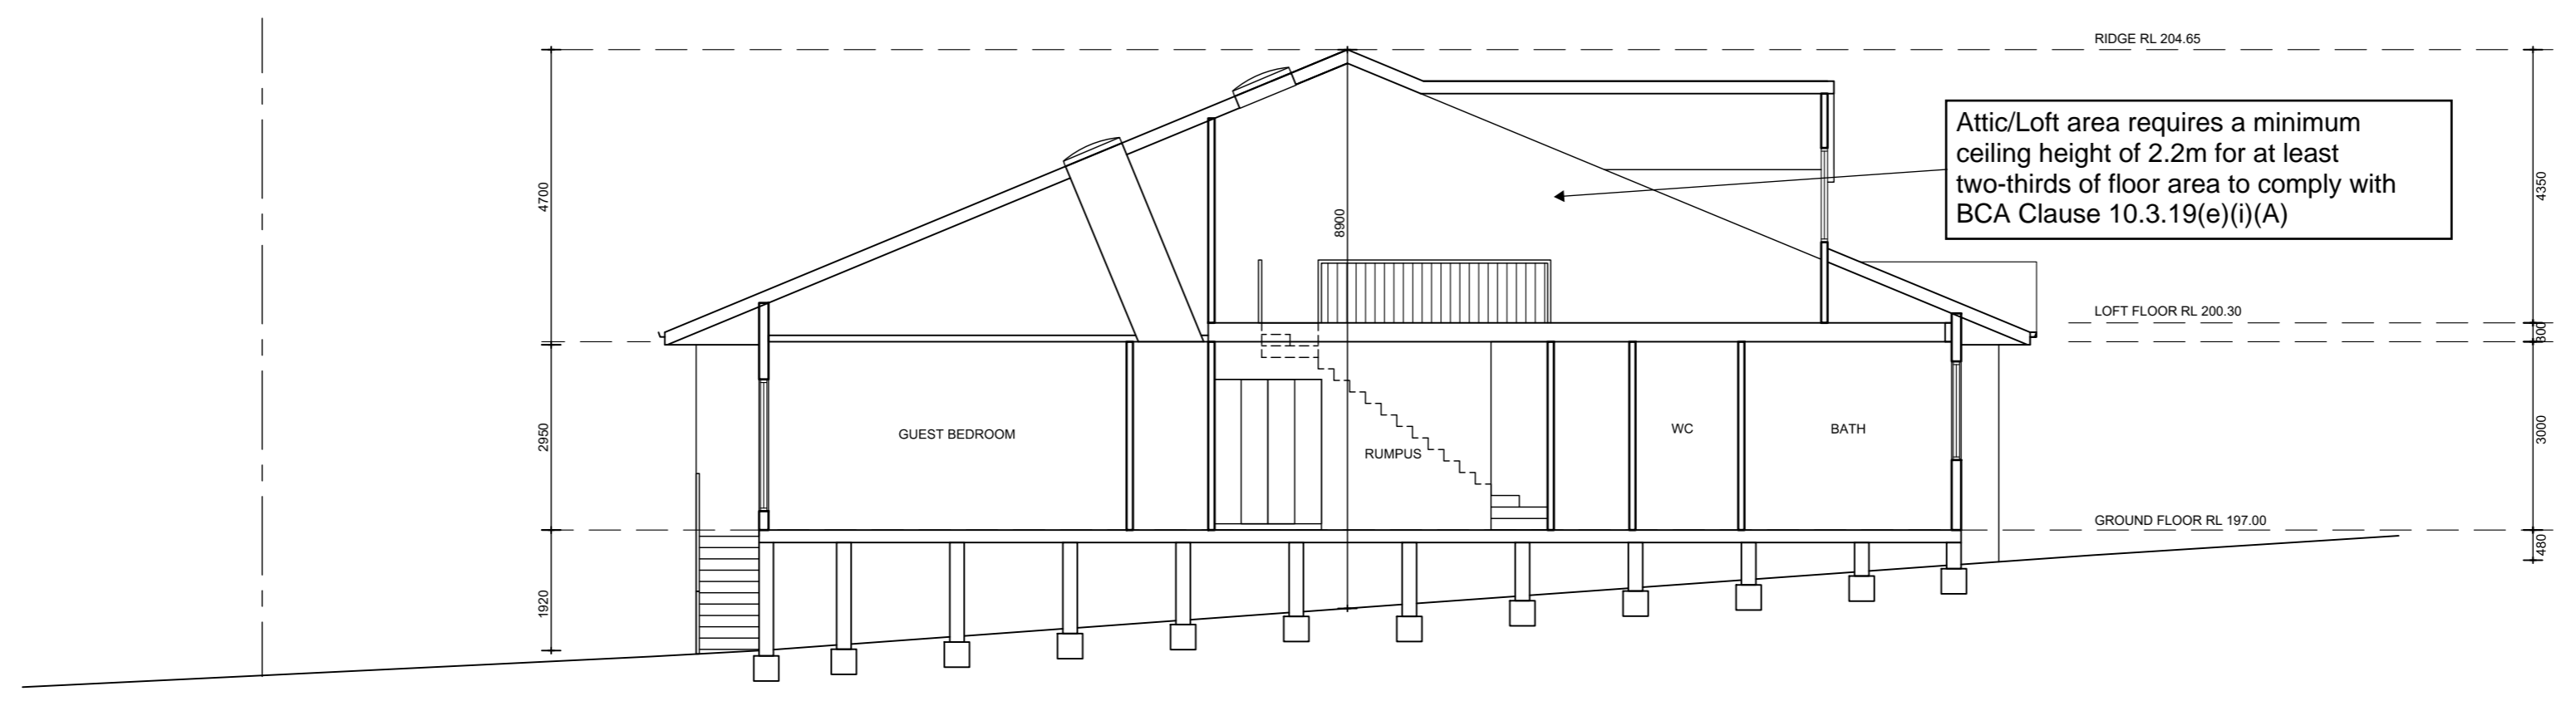 RIDGE RL 204.65
Attic/Loft area requires a minimum
ceiling height of 2.2m for at least
two-thirds of floor area to comply with
BCA Clause 10.3.19(e)(i)(A)
4700
4350
8900
LOFT FLOOR RL 200.30
300
GUEST BEDROOM
WC
BATH
RUMPUS
2950
3000
GROUND FLOOR RL 197.00
480
1920